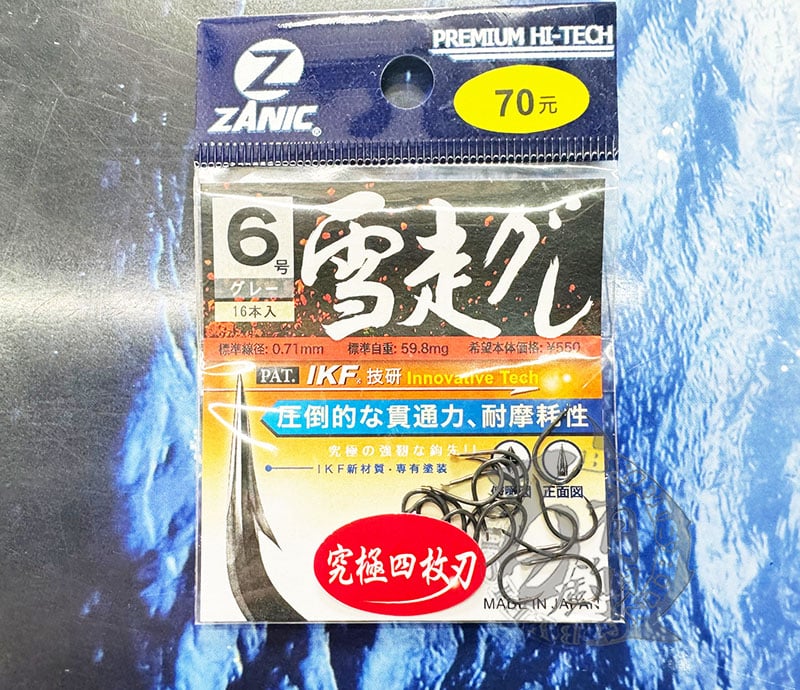 PREMIUM HI-TECH
Z
ZANIC®
70元
6号
グレー
16本入
雪走グレ
標準線径: 0.71mm 標準自重: 59.8mg 希望本体価格: ¥550
PAT. IKF 技研 Innovative Tech
圧倒的な貫通力、耐摩耗性
究極の強靭な鈎先!!
IKF新材質・専有塗装
正面図
究極四枚刃
MADE IN JAPAN